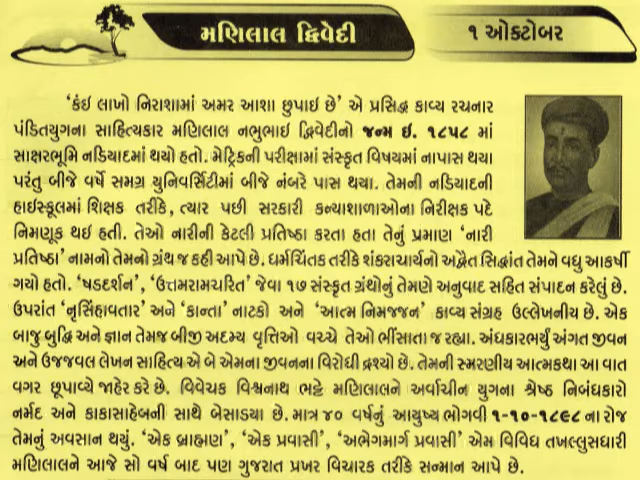 મણિલાલ દ્વિવેદી
૧ ઓક્ટોબર
‘કંઇ લાખો નિરાશામાં અમર આશા છુપાઇ છે’ એ પ્રસિદ્ધ કાવ્ય રચનાર
પંડિતયુગના સાહિત્યકાર મણિલાલ નભુભાઇ દ્વિવેદીનો જન્મ ઇ. ૧૮૫૮ માં
સાક્ષરભૂમિ નડિયાદમાં થયો હતો. મેટ્રિકની પરીક્ષામાં સંસ્કૃત વિષયમાં નાપાસ થયા
પરંતુ બીજે વર્ષે સમગ્ર યુનિવર્સિટીમાં બીજે નંબરે પાસ થયા. તેમની નડિયાદની
હાઇસ્કૂલમાં શિક્ષક તરીકે, ત્યાર પછી સરકારી કન્યાશાળાઓના નિરીક્ષક પદે
નિમણૂક થઇ હતી. તેઓ નારીની કેટલી પ્રતિષ્ઠા કરતા હતા તેનું પ્રમાણ ‘નારી
પ્રતિષ્ઠા’ નામનો તેમનો ગ્રંથ જ કહી આપે છે. ધર્મચિંતક તરીકે શંકરાચાર્યનો અદ્વૈત સિદ્ધાંત તેમને વધુ આકર્ષી
ગયો હતો. ‘ષડદર્શન’, ‘ઉત્તમરામચરિત’ જેવા ૧૭ સંસ્કૃત ગ્રંથોનું તેમણે અનુવાદ સહિત સંપાદન કરેલું છે.
ઉપરાંત ‘નૃસિંહાવતાર’ અને ‘કાન્તા’ નાટકો અને ‘આત્મ નિમજજન’ કાવ્ય સંગ્રહ ઉલ્લેખનીય છે. એક
બાજુ બુદ્ધિ અને જ્ઞાન તેમજ બીજી અદમ્ય વૃત્તિઓ વચ્ચે તેઓ ભીંસાતા જ રહ્યા. અંધકારભર્યું અંગત જીવન
અને ઉજજવલ લેખન સાહિત્ય એ બે એમના જીવનના વિરોધી દ્રશ્યો છે. તેમની સ્મરણીય આત્મકથા આ વાત
વગર છૂપાવ્યે જાહેર કરે છે. વિવેચક વિશ્વનાથ ભટ્ટે મણિલાલને અર્વાચીન યુગના શ્રેષ્ઠ નિબંધકારો
નર્મદ અને કાકાસાહેબની સાથે બેસાડયા છે. માત્ર ૪૦ વર્ષનું આયુષ્ય ભોગવી ૧-૧૦-૧૮૯૮ ના રોજ
તેમનું અવસાન થયું. ‘એક બ્રાહ્મણ’, ‘એક પ્રવાસી’, ‘અભેગમાર્ગ પ્રવાસી’ એમ વિવિધ તખલ્લુસધારી
મણિલાલને આજે સો વર્ષ બાદ પણ ગુજરાત પ્રખર વિચારક તરીકે સન્માન આપે છે.